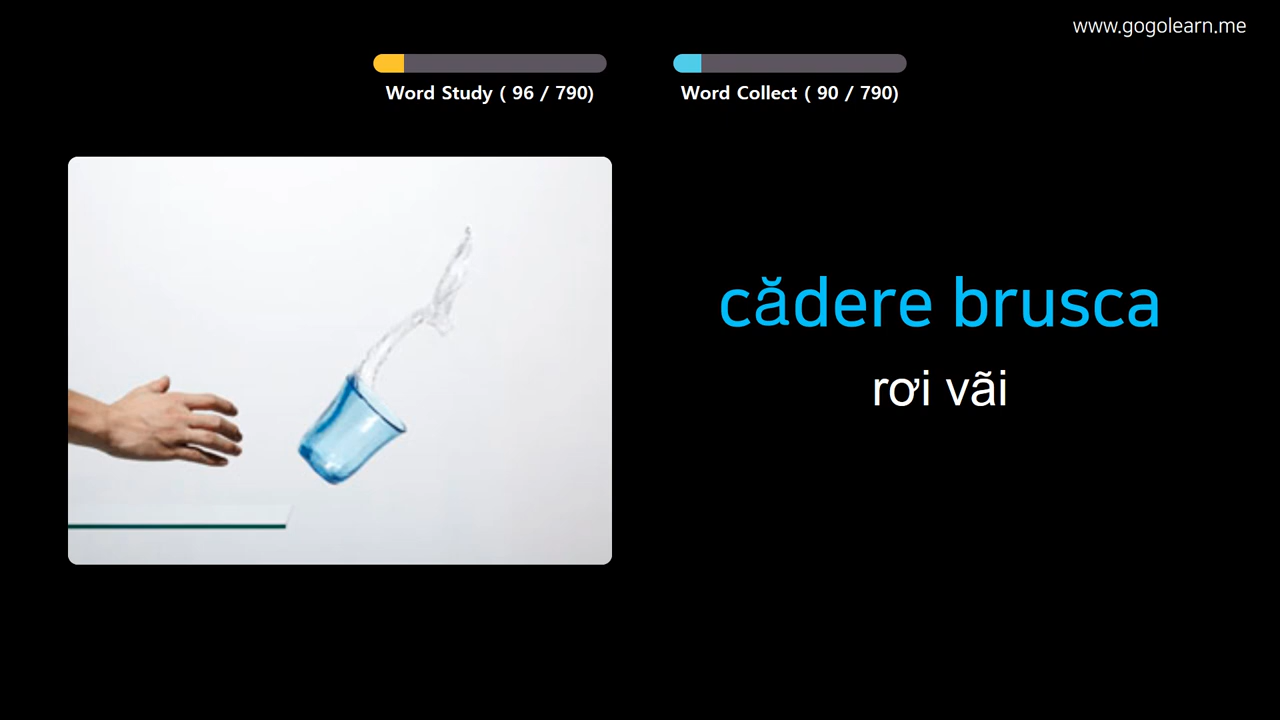 www.gogolearn.me
Word Study ( 96 / 790)
Word Collect ( 90 / 790)
cădere brusca
rơi vãi